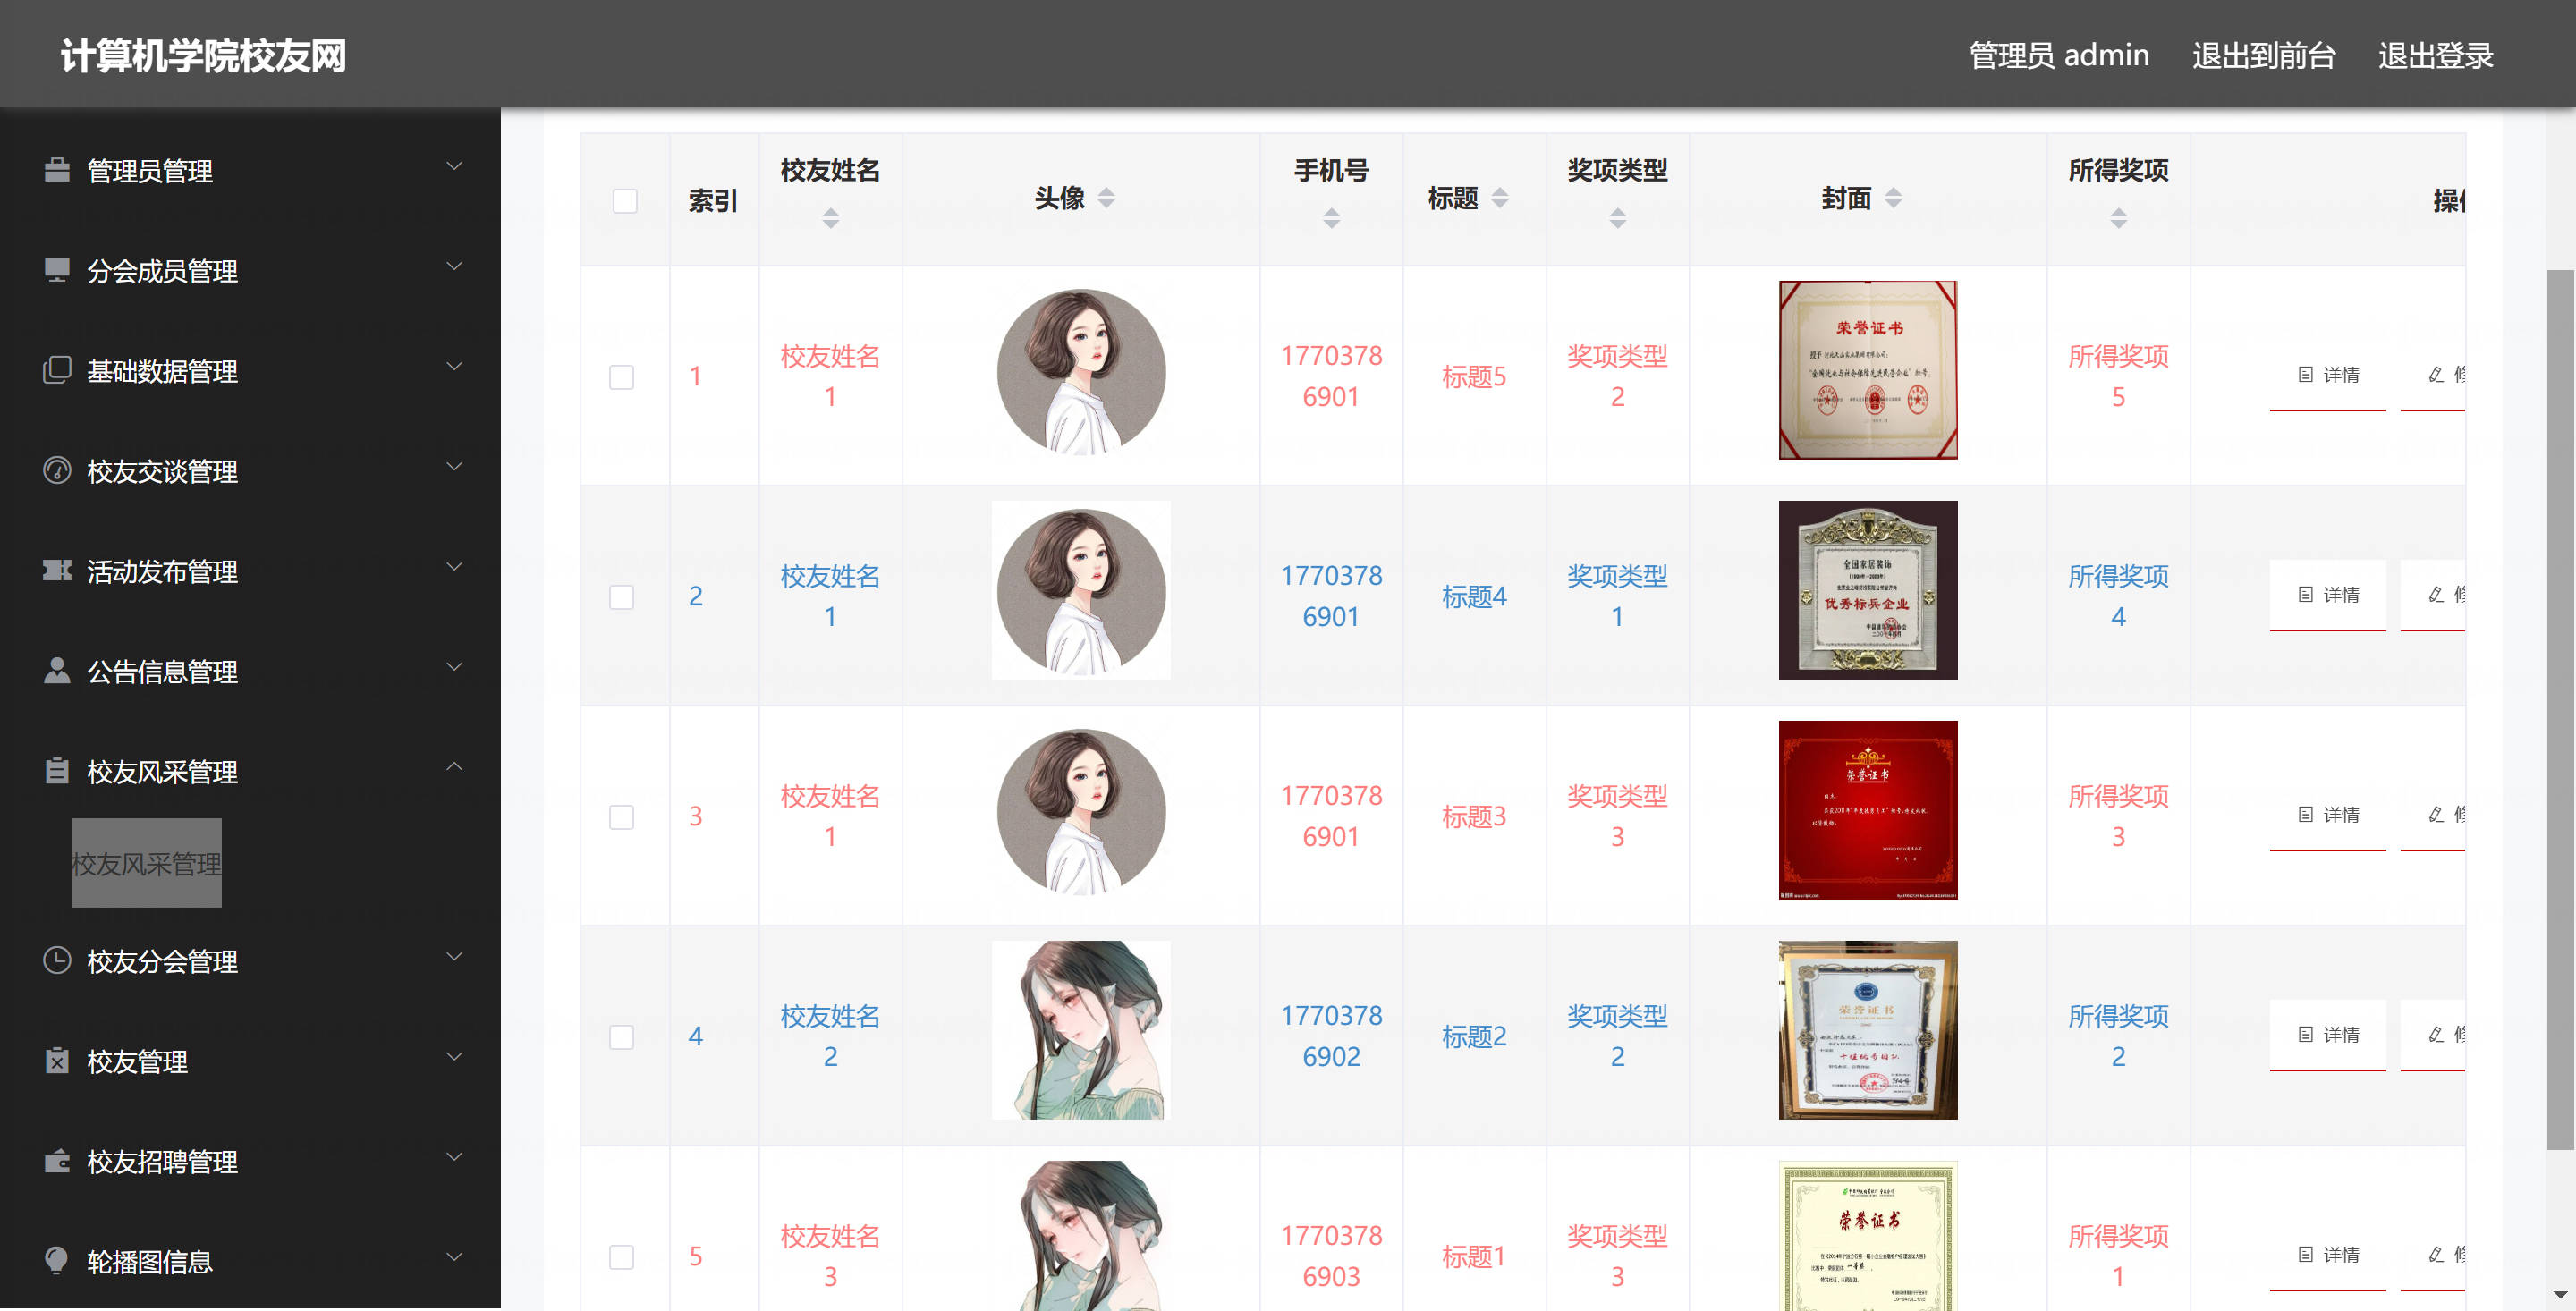 计算机学院校友网
管理员 admin 退出到前台 退出登录
管理员管理
分会成员管理
基础数据管理
校友交谈管理
活动发布管理
公告信息管理
校友风采管理
校友风采管理
校友分会管理
校友管理
校友招聘管理
轮播图信息
索引 校友姓名 头像 手机号 标题 奖项类型 封面 所得奖项 操作
1 校友姓名1 17703786901 标题5 奖项类型2 所得奖项5 详情 修
荣誉证书
2 校友姓名1 17703786901 标题4 奖项类型1 所得奖项4 详情 修
全国家居装饰
优秀标兵企业
3 校友姓名1 17703786901 标题3 奖项类型3 所得奖项3 详情 修
荣誉证书
4 校友姓名2 17703786902 标题2 奖项类型2 所得奖项2 详情 修
荣誉证书
5 校友姓名3 17703786903 标题1 奖项类型3 所得奖项1 详情 修
荣誉证书